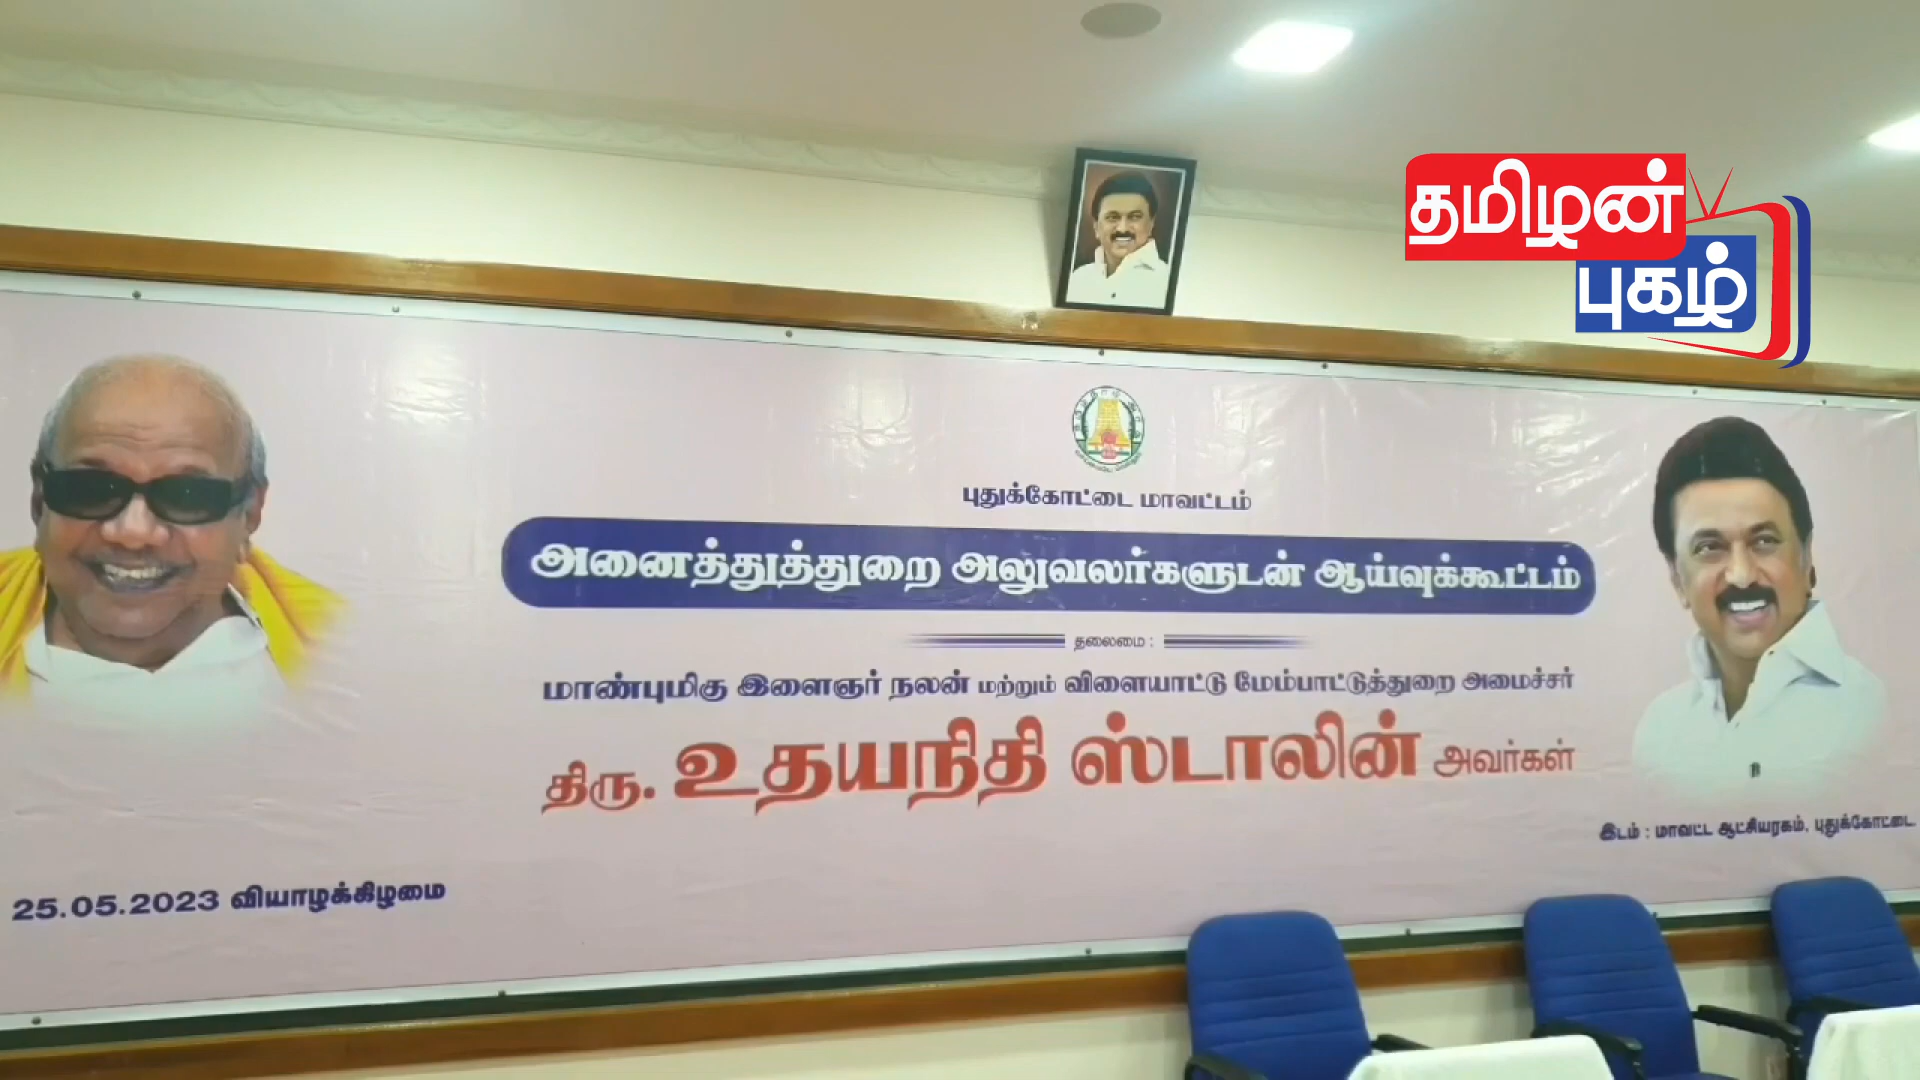 தமிழன்
புகழ்
புதுக்கோட்டை மாவட்டம்
அனைத்துத்துறை அலுவலர்களுடன் ஆய்வுக்கூட்டம்
தலைமை :
மாண்புமிகு இளைஞர் நலன் மற்றும் விளையாட்டு மேம்பாட்டுத்துறை அமைச்சர்
திரு. உதயநிதி ஸ்டாலின் அவர்கள்
இடம் : மாவட்ட ஆட்சியரகம், புதுக்கோட்டை
25.05.2023 வியாழக்கிழமை